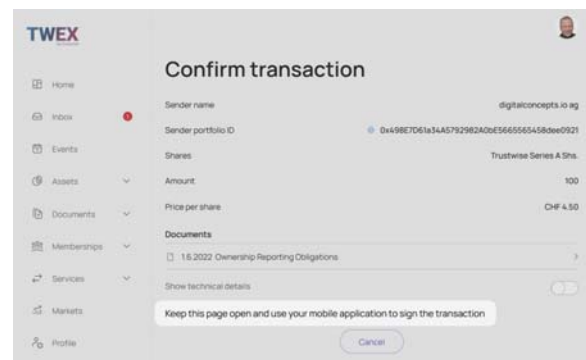 TWEX
Home
Inbox
Events
Assets
Documents
Memberships
Services
Markets
Profile
Confirm transaction
Sender name digitalconcepts.io ag
Sender portfolio ID
Shares Trustwise Series A Shs.
Amount 100
Price per share CHF 4.50
Documents
1.6.2022 Ownership Reporting Obligations
Show technical details
Keep this page open and use your mobile application to sign the transaction
Cancel